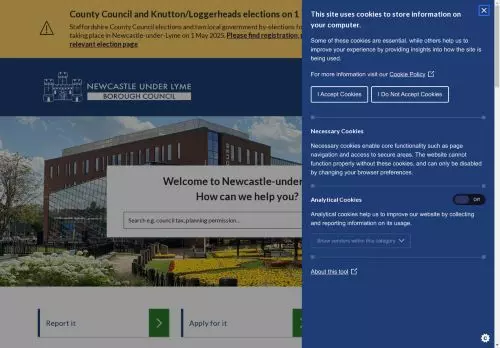 County Council and Knutton/Loggerheads elections on 1
Staffordshire County Council elections and two local government by-elections fo
taking place in Newcastle-under-Lyme on 1 May 2025. Please find registration,
relevant election page
NEWCASTLE UNDER LYME
BOROUGH COUNCIL
Welcome to Newcastle-under
How can we help you?
Search e.g. council tax, planning permission...
Report it
Apply for it
This site uses cookies to store information on
your computer.
Some of these cookies are essential, while others help us to
improve your experience by providing insights into how the site is
being used.
For more information visit our Cookie Policy
I Accept Cookies
I Do Not Accept Cookies
Necessary Cookies
Necessary cookies enable core functionality such as page
navigation and access to secure areas. The website cannot
function properly without these cookies, and can only be disabled
by changing your browser preferences.
Analytical Cookies
Off
Analytical cookies help us to improve our website by collecting
and reporting information on its usage.
Show vendors within this category
About this tool